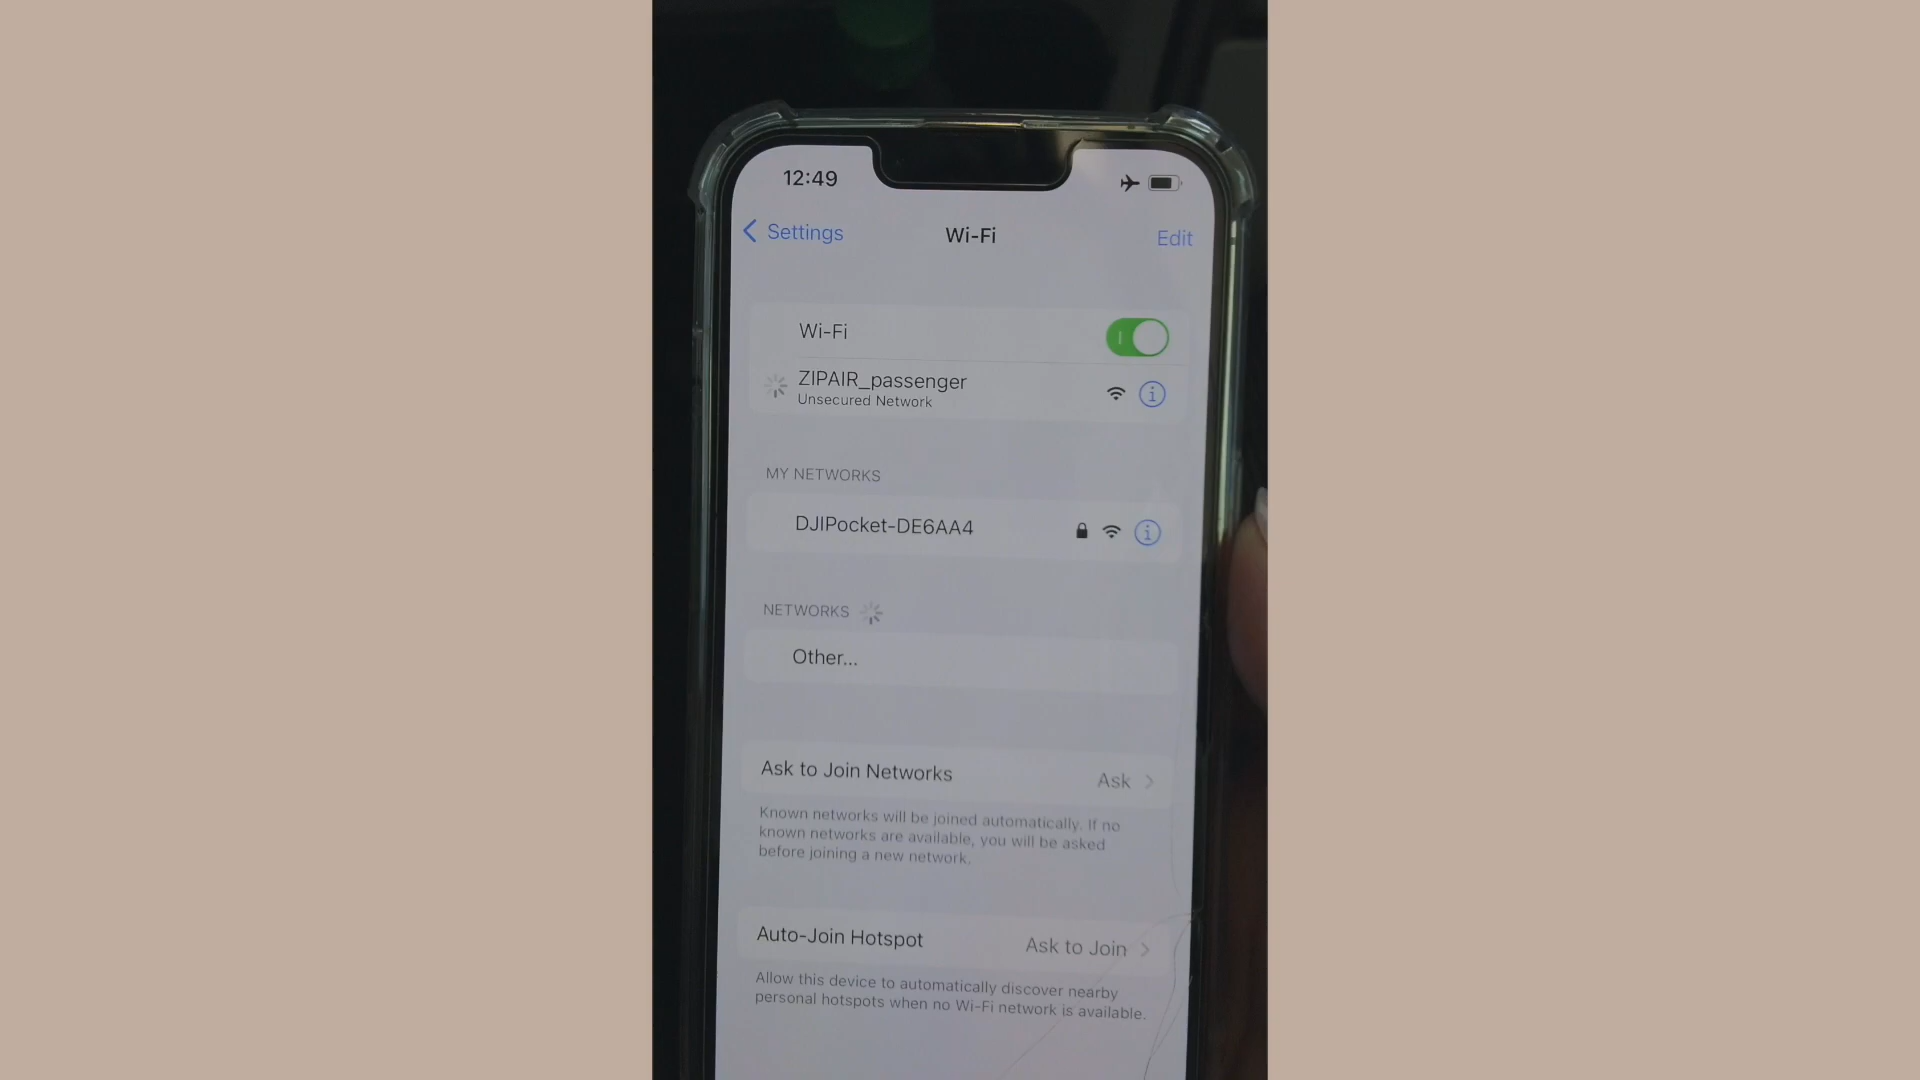 12:49
Settings
Wi-Fi
Edit
Wi-Fi
ZIPAIR_passenger
Unsecured Network
MY NETWORKS
DJIPocket-DE6AA4
NETWORKS
Other...
Ask to Join Networks
Ask
Known networks will be joined automatically. If no
known networks are available, you will be asked
before joining a new network.
Auto-Join Hotspot
Ask to Join
Allow this device to automatically discover nearby
personal hotspots when no Wi-Fi network is available.